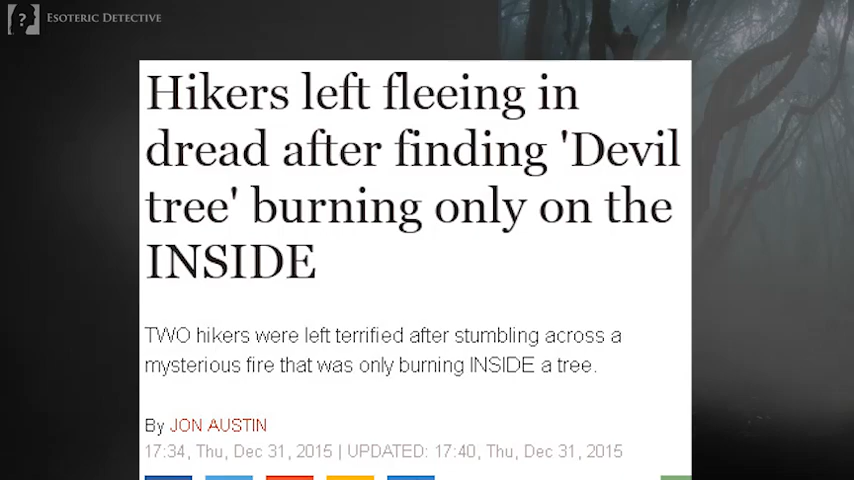 Esoteric Detective
Hikers left fleeing in
dread after finding 'Devil
tree' burning only on the
INSIDE
TWO hikers were left terrified after stumbling across a
mysterious fire that was only burning INSIDE a tree.
By JON AUSTIN
17:34, Thu, Dec 31, 2015 | UPDATED: 17:40, Thu, Dec 31, 2015